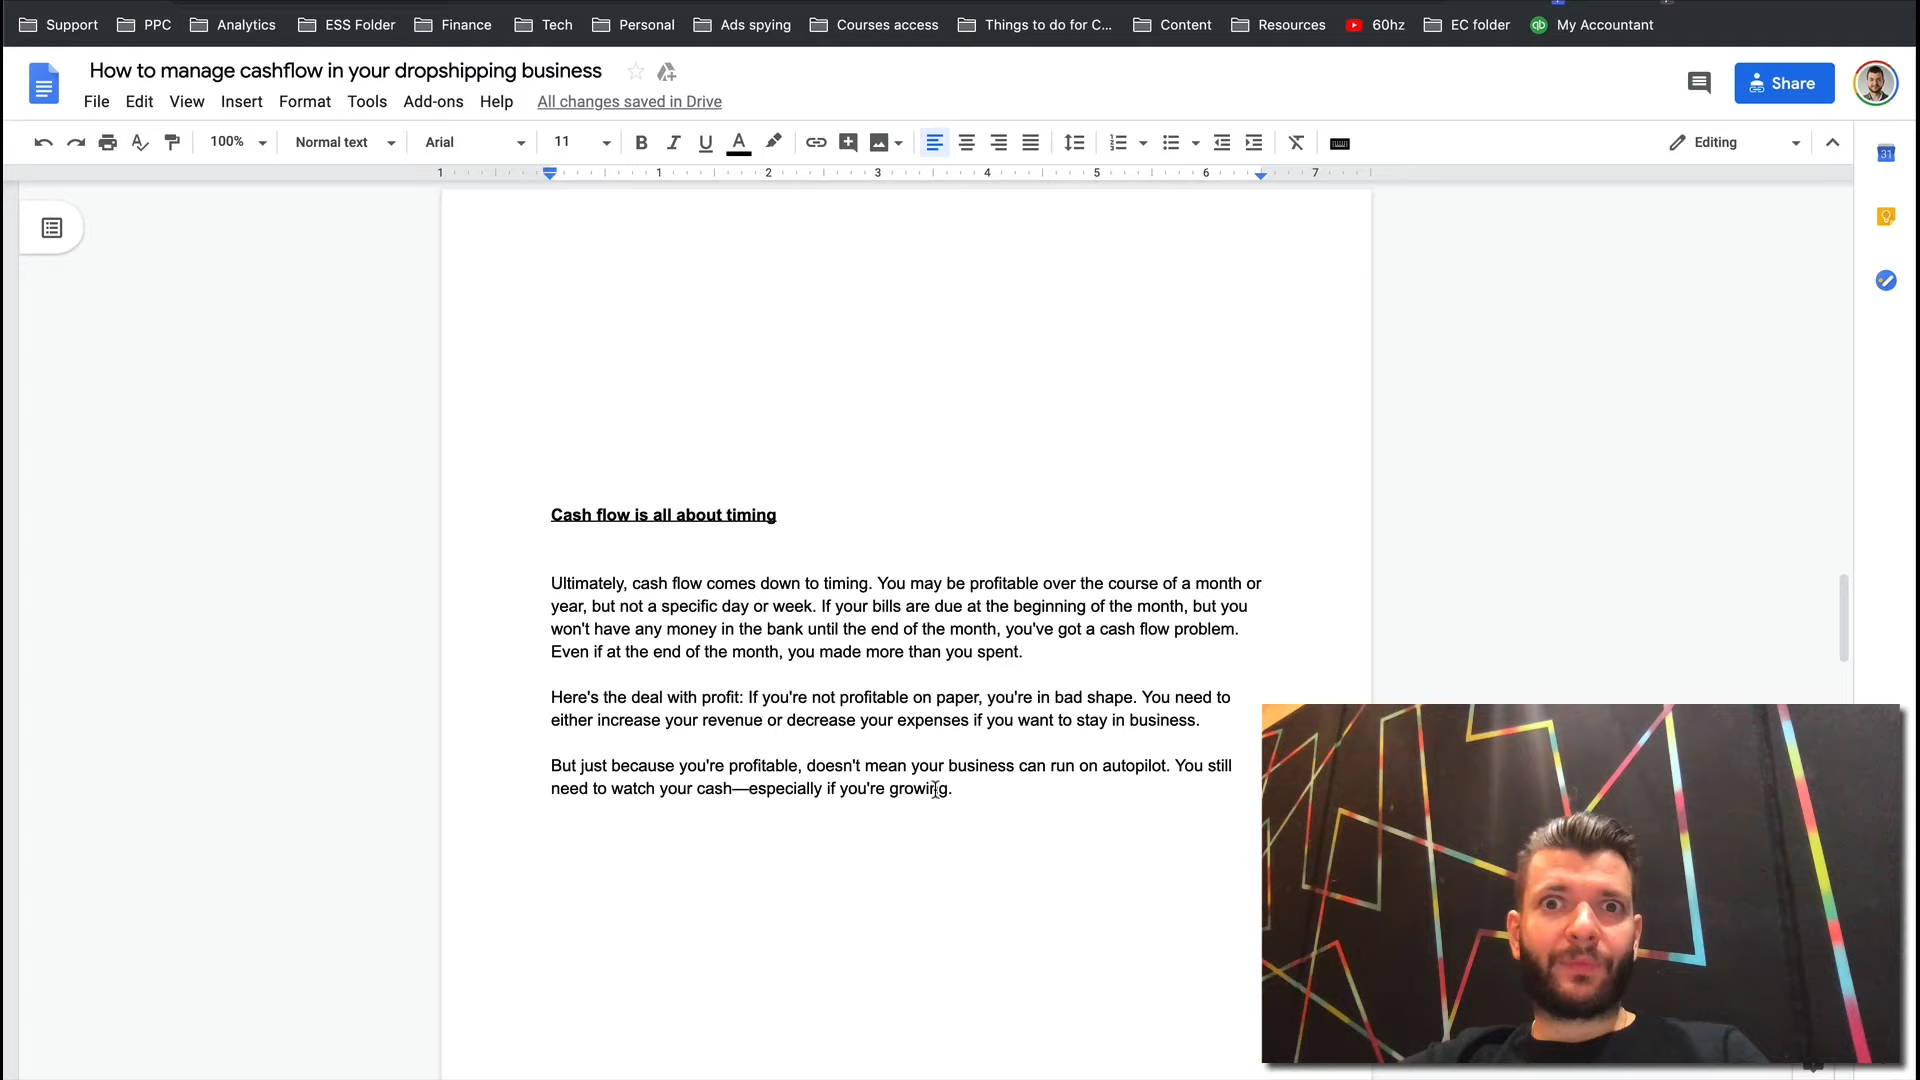 Support PPC Analytics ESS Folder Finance Tech Personal Ads spying Courses access Things to do for C... Content Resources 60hz EC folder qb My Accountant
How to manage cashflow in your dropshipping business
Share
File Edit View Insert Format Tools Add-ons Help All changes saved in Drive
100% Normal text Arial 11 B I U A Editing
31
1 1 2 3 4 5 6 7
Cash flow is all about timing
Ultimately, cash flow comes down to timing. You may be profitable over the course of a month or
year, but not a specific day or week. If your bills are due at the beginning of the month, but you
won't have any money in the bank until the end of the month, you've got a cash flow problem.
Even if at the end of the month, you made more than you spent.
Here's the deal with profit: If you're not profitable on paper, you're in bad shape. You need to
either increase your revenue or decrease your expenses if you want to stay in business.
But just because you're profitable, doesn't mean your business can run on autopilot. You still
need to watch your cash—especially if you're growing.